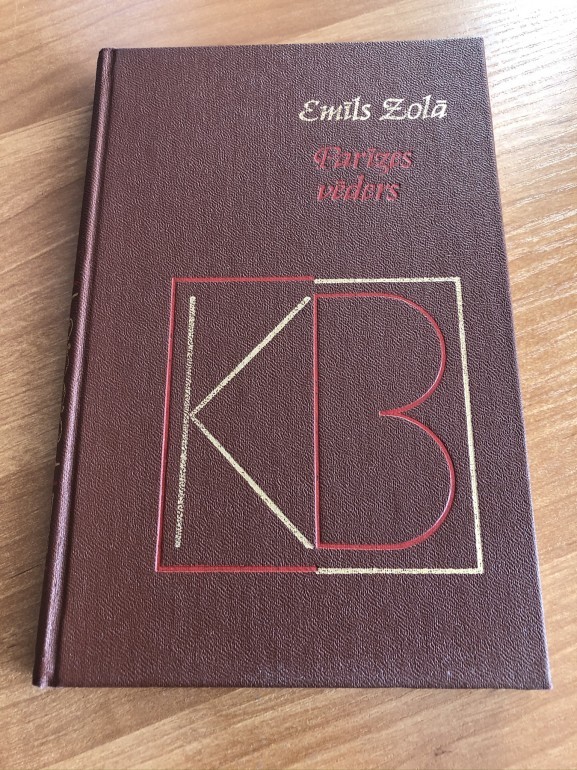 Emīls Zolā
Parīzes
vēders
KB